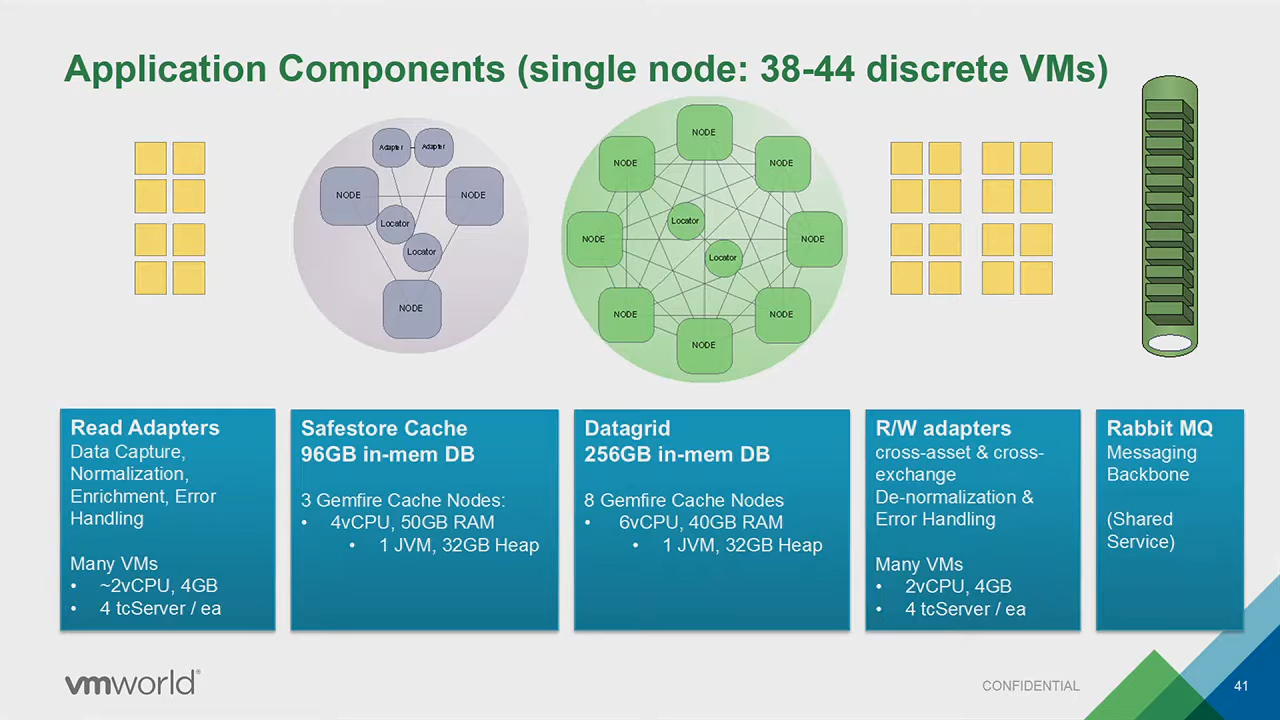 Application Components (single node: 38-44 discrete VMs)
Adapter
Adapter
NODE
NODE
Locator
Locator
NODE
NODE
NODE
NODE
Locator
NODE
NODE
Locator
NODE
NODE
NODE
Read Adapters
Data Capture,
Normalization,
Enrichment, Error
Handling
Many VMs
• ~2vCPU, 4GB
• 4 tcServer / ea
Safestore Cache
96GB in-mem DB
3 Gemfire Cache Nodes:
• 4vCPU, 50GB RAM
• 1 JVM, 32GB Heap
Datagrid
256GB in-mem DB
8 Gemfire Cache Nodes
• 6vCPU, 40GB RAM
• 1 JVM, 32GB Heap
R/W adapters
cross-asset & cross-
exchange
De-normalization &
Error Handling
Many VMs
• 2vCPU, 4GB
• 4 tcServer / ea
Rabbit MQ
Messaging
Backbone
(Shared
Service)
vmworld®
CONFIDENTIAL
41